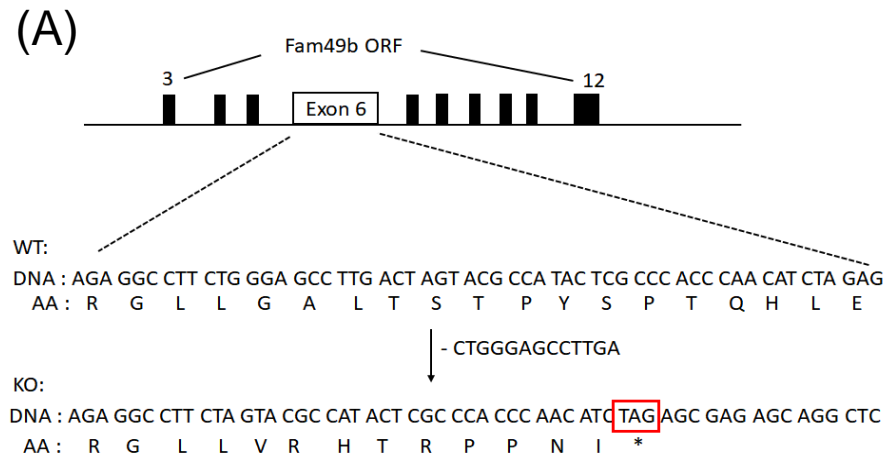 (A)
Fam49b ORF
3
12
Exon 6
WT:
DNA : AGA GGC CTT CTG GGA GCC TTG ACT AGT ACG CCA TAC TCG CCC ACC CAA CAT CTA GAG
AA : R G L L G A L T S T P Y S P T Q H L E
- CTGGGAGCCTTGA
KO:
DNA : AGA GGC CTT CTA GTA CGC CAT ACT CGC CCA CCC AAC ATC TAG AGC GAG AGC AGG CTC
AA : R G L L V R H T R P P N I *